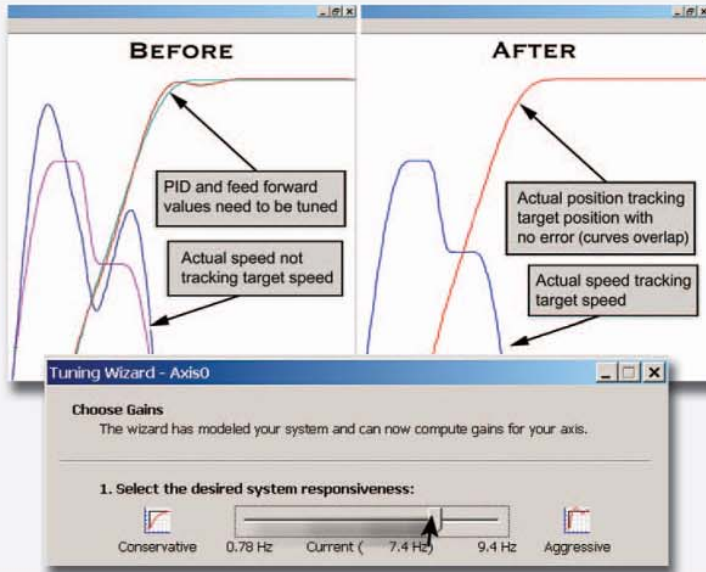 BEFORE
AFTER
PID and feed forward
values need to be tuned
Actual speed not
tracking target speed
Actual position tracking
target position with
no error (curves overlap)
Actual speed tracking
target speed
Tuning Wizard - Axis0
Choose Gains
The wizard has modeled your system and can now compute gains for your axis.
1. Select the desired system responsiveness:
Conservative 0.78 Hz Current ( 7.4 Hz) 9.4 Hz Aggressive